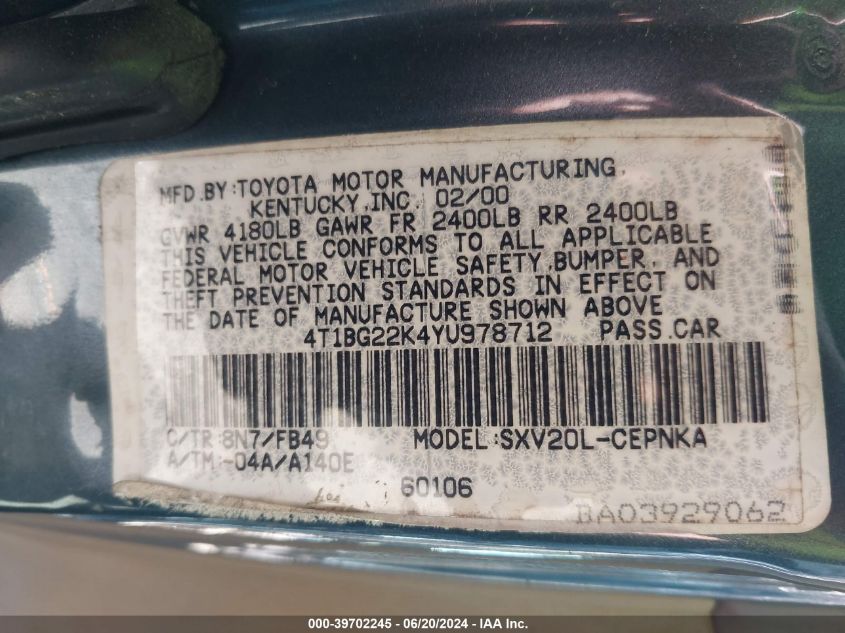 MFD.BY:TOYOTA MOTOR MANUFACTURING,
KENTUCKY,INC. 02/00
GVWR 4180LB GAWR FR 2400LB RR 2400LB
THIS VEHICLE CONFORMS TO ALL APPLICABLE
FEDERAL MOTOR VEHICLE SAFETY,BUMPER, AND
THEFT PREVENTION STANDARDS IN EFFECT ON
THE DATE OF MANUFACTURE SHOWN ABOVE
4T1BG22K4YU978712 PASS.CAR
C/TR:8N7/FB49 MODEL:SXV20L-CEPNKA
A/TM:-04A/A140E
60106
BA03929062
000-39702245 - 06/20/2024 - IAA Inc.